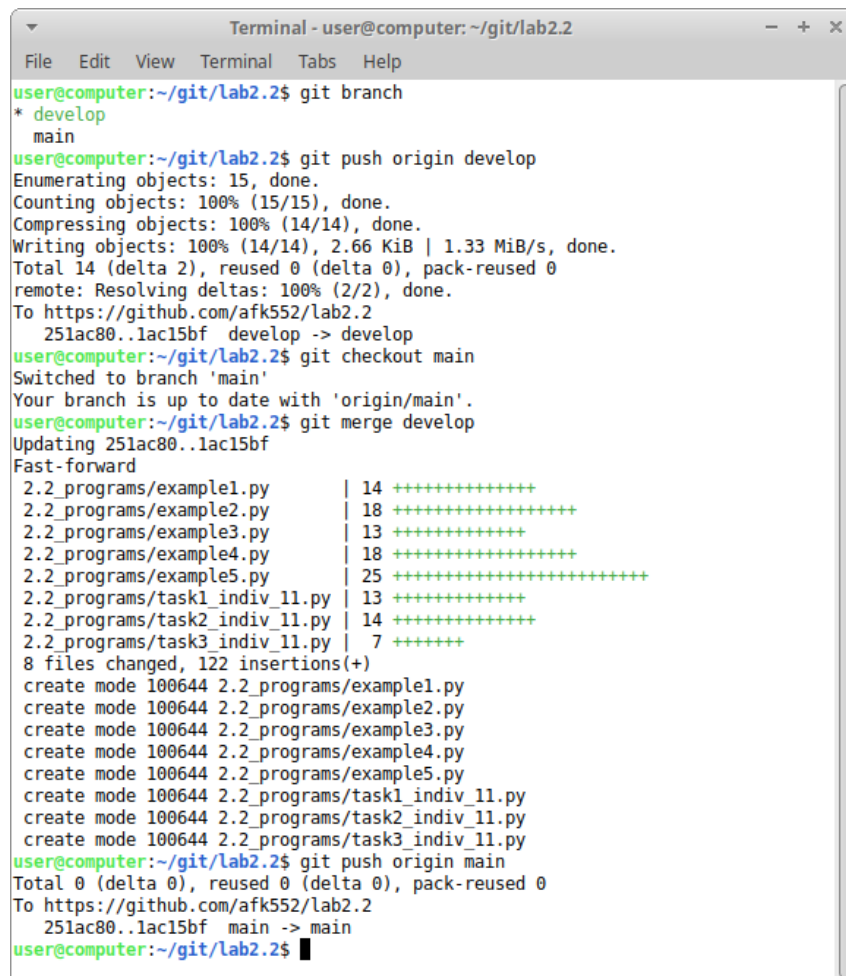 Terminal - user@computer: ~/git/lab2.2
File Edit View Terminal Tabs Help
user@computer:~/git/lab2.2$ git branch
* develop
  main
user@computer:~/git/lab2.2$ git push origin develop
Enumerating objects: 15, done.
Counting objects: 100% (15/15), done.
Compressing objects: 100% (14/14), done.
Writing objects: 100% (14/14), 2.66 KiB | 1.33 MiB/s, done.
Total 14 (delta 2), reused 0 (delta 0), pack-reused 0
remote: Resolving deltas: 100% (2/2), done.
To https://github.com/afk552/lab2.2
   251ac80..1ac15bf  develop -> develop
user@computer:~/git/lab2.2$ git checkout main
Switched to branch 'main'
Your branch is up to date with 'origin/main'.
user@computer:~/git/lab2.2$ git merge develop
Updating 251ac80..1ac15bf
Fast-forward
 2.2_programs/example1.py       | 14 ++++++++++++++
 2.2_programs/example2.py       | 18 ++++++++++++++++++
 2.2_programs/example3.py       | 13 +++++++++++++
 2.2_programs/example4.py       | 18 ++++++++++++++++++
 2.2_programs/example5.py       | 25 +++++++++++++++++++++++++
 2.2_programs/task1_indiv_11.py | 13 +++++++++++++
 2.2_programs/task2_indiv_11.py | 14 ++++++++++++++
 2.2_programs/task3_indiv_11.py |  7 +++++++
 8 files changed, 122 insertions(+)
 create mode 100644 2.2_programs/example1.py
 create mode 100644 2.2_programs/example2.py
 create mode 100644 2.2_programs/example3.py
 create mode 100644 2.2_programs/example4.py
 create mode 100644 2.2_programs/example5.py
 create mode 100644 2.2_programs/task1_indiv_11.py
 create mode 100644 2.2_programs/task2_indiv_11.py
 create mode 100644 2.2_programs/task3_indiv_11.py
user@computer:~/git/lab2.2$ git push origin main
Total 0 (delta 0), reused 0 (delta 0), pack-reused 0
To https://github.com/afk552/lab2.2
   251ac80..1ac15bf  main -> main
user@computer:~/git/lab2.2$